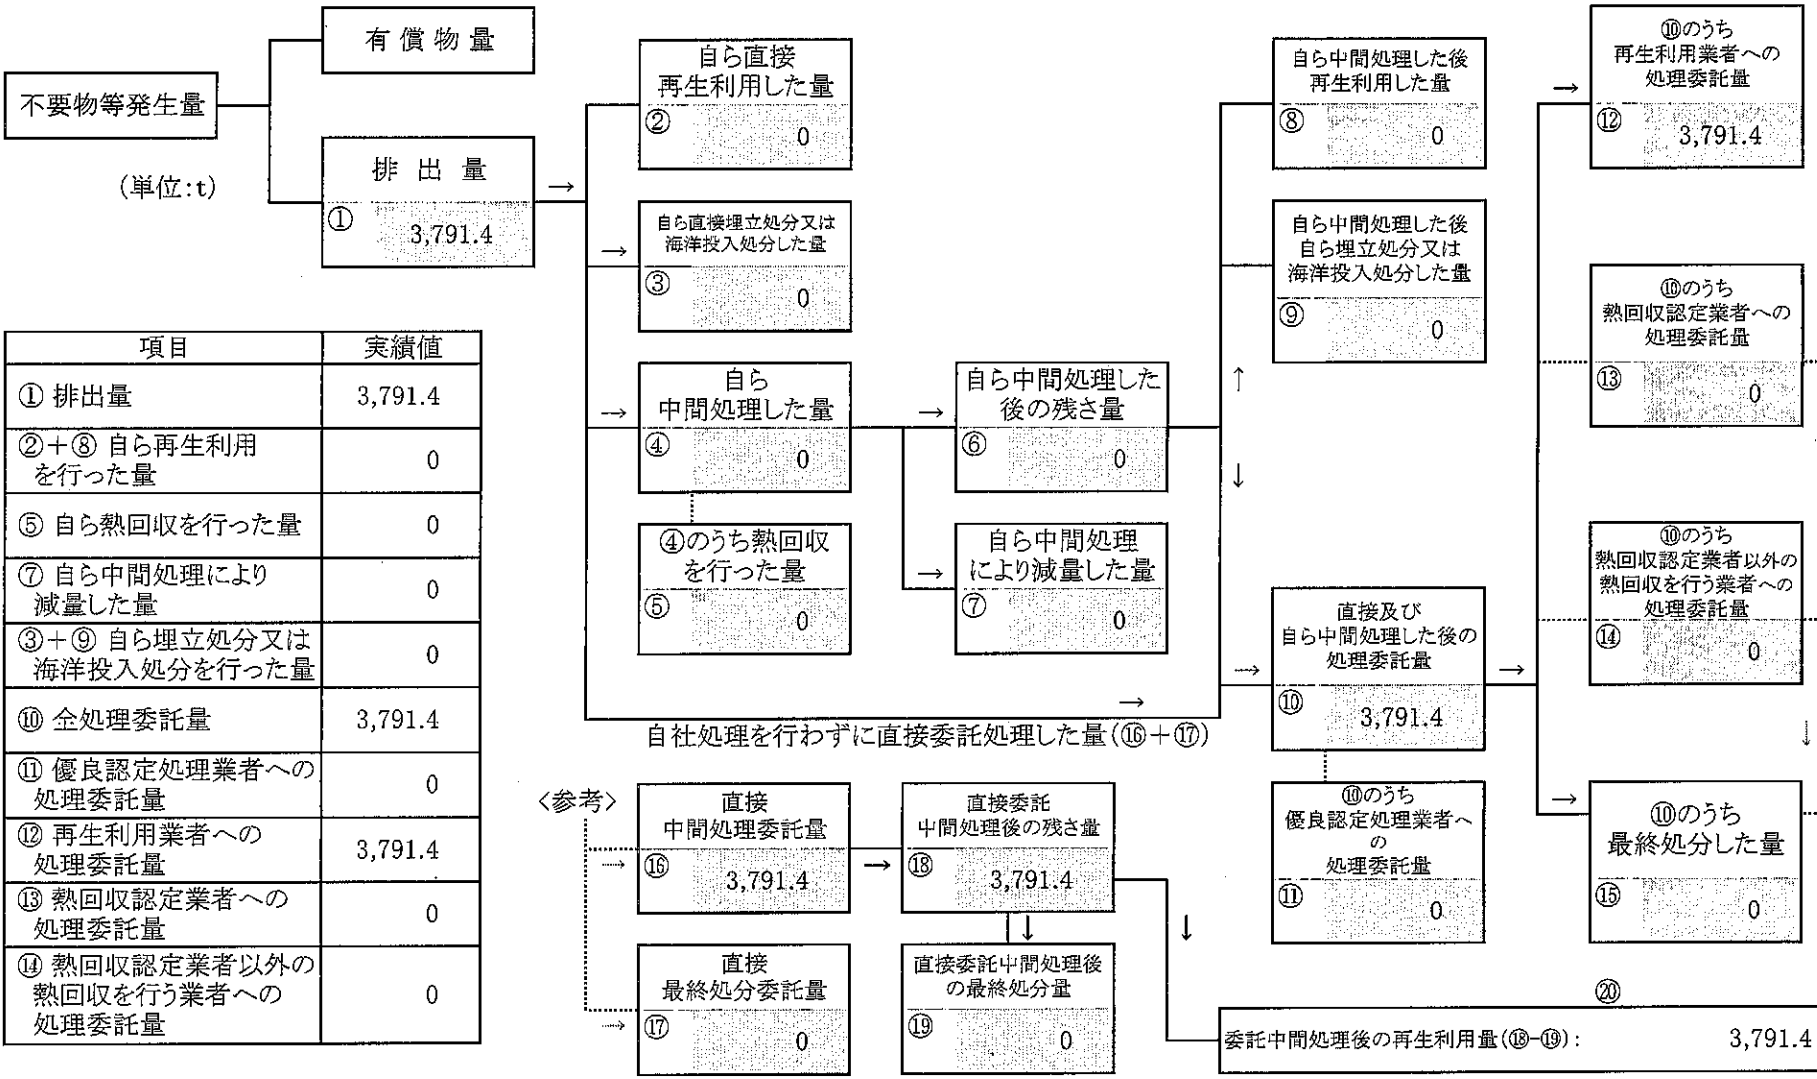 有 償 物 量
不要物等発生量
(単位:t)
排 出 量
①
3,791.4
→
自ら直接
再生利用した量
②
0
→
自ら直接埋立処分又は
海洋投入処分した量
③
0
→
自ら
中間処理した量
④
0
④のうち熱回収
を行った量
⑤
0
→
自ら中間処理した
後の残さ量
⑥
0
→
自ら中間処理
により減量した量
⑦
0
自ら中間処理した後
再生利用した量
⑧
0
自ら中間処理した後
自ら埋立処分又は
海洋投入処分した量
⑨
0
↑
↓
→
直接及び
自ら中間処理した後の
処理委託量
⑩
3,791.4
→
→
自社処理を行わずに直接委託処理した量(⑯+⑰)
⑩のうち
優良認定処理業者へ
の
処理委託量
⑪
0
→
⑩のうち
再生利用業者への
処理委託量
⑫
3,791.4
⑩のうち
熱回収認定業者への
処理委託量
⑬
0
⑩のうち
熱回収認定業者以外の
熱回収を行う業者への
処理委託量
⑭
0
↓
→
⑩のうち
最終処分した量
⑮
0
項目 実績値
① 排出量 3,791.4
②+⑧ 自ら再生利用
を行った量 0
⑤ 自ら熱回収を行った量 0
⑦ 自ら中間処理により
減量した量 0
③+⑨ 自ら埋立処分又は
海洋投入処分を行った量 0
⑩ 全処理委託量 3,791.4
⑪ 優良認定処理業者への
処理委託量 0
⑫ 再生利用業者への
処理委託量 3,791.4
⑬ 熱回収認定業者への
処理委託量 0
⑭ 熱回収認定業者以外の
熱回収を行う業者への
処理委託量 0
〈参考〉
→
直接
中間処理委託量
⑯
3,791.4
→
直接委託
中間処理後の残さ量
⑱
3,791.4
↓
↓
→
直接
最終処分委託量
⑰
0
直接委託中間処理後
の最終処分量
⑲
0
⑳
委託中間処理後の再生利用量(⑱-⑲): 3,791.4